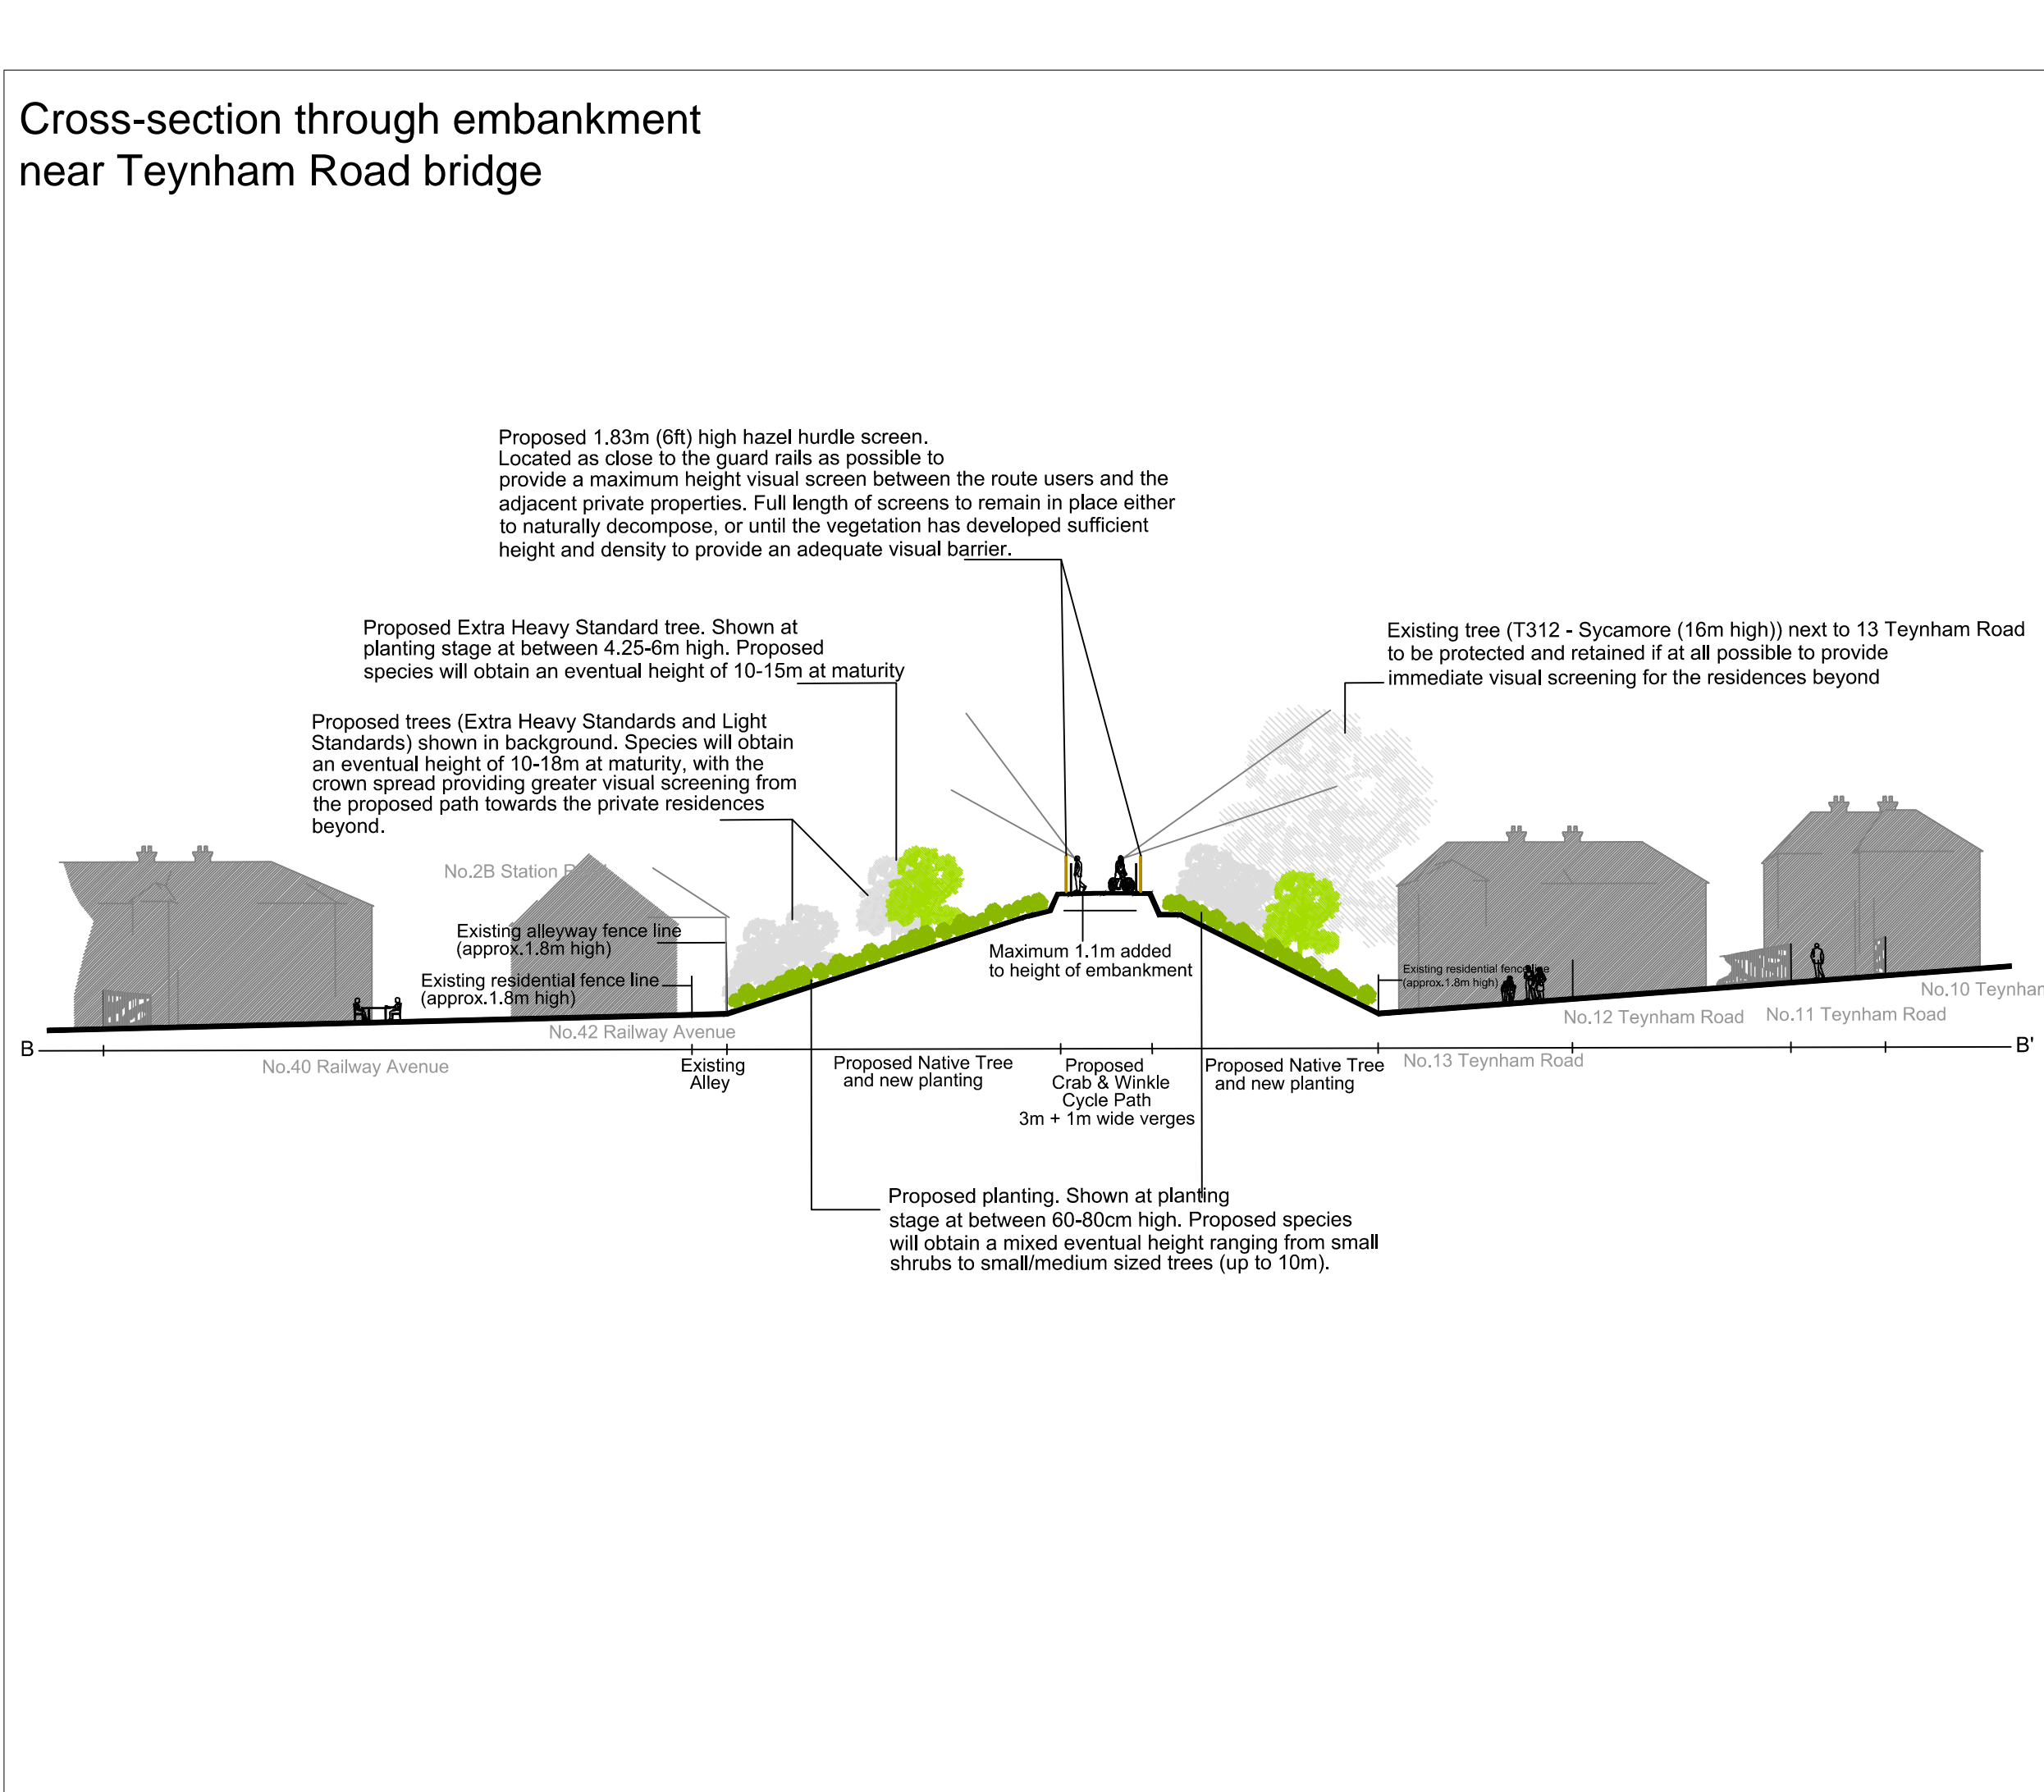 Cross-section through embankment
near Teynham Road bridge
Proposed 1.83m (6ft) high hazel hurdle screen.
Located as close to the guard rails as possible to
provide a maximum height visual screen between the route users and the
adjacent private properties. Full length of screens to remain in place either
to naturally decompose, or until the vegetation has developed sufficient
height and density to provide an adequate visual barrier.
Proposed Extra Heavy Standard tree. Shown at
planting stage at between 4.25-6m high. Proposed
species will obtain an eventual height of 10-15m at maturity
Existing tree (T312 - Sycamore (16m high)) next to 13 Teynham Road
to be protected and retained if at all possible to provide
immediate visual screening for the residences beyond
Proposed trees (Extra Heavy Standards and Light
Standards) shown in background. Species will obtain
an eventual height of 10-18m at maturity, with the
crown spread providing greater visual screening from
the proposed path towards the private residences
beyond.
No.2B Station
Existing alleyway fence line
(approx.1.8m high)
Existing residential fence line
(approx.1.8m high)
Maximum 1.1m added
to height of embankment
Existing residential fence line
(approx.1.8m high)
No.10 Teynham
No.11 Teynham Road
No.12 Teynham Road
No.42 Railway Avenue
B
B'
No.40 Railway Avenue
Existing
Alley
Proposed Native Tree
and new planting
Proposed
Crab & Winkle
Cycle Path
3m + 1m wide verges
Proposed Native Tree
and new planting
No.13 Teynham Road
Proposed planting. Shown at planting
stage at between 60-80cm high. Proposed species
will obtain a mixed eventual height ranging from small
shrubs to small/medium sized trees (up to 10m).